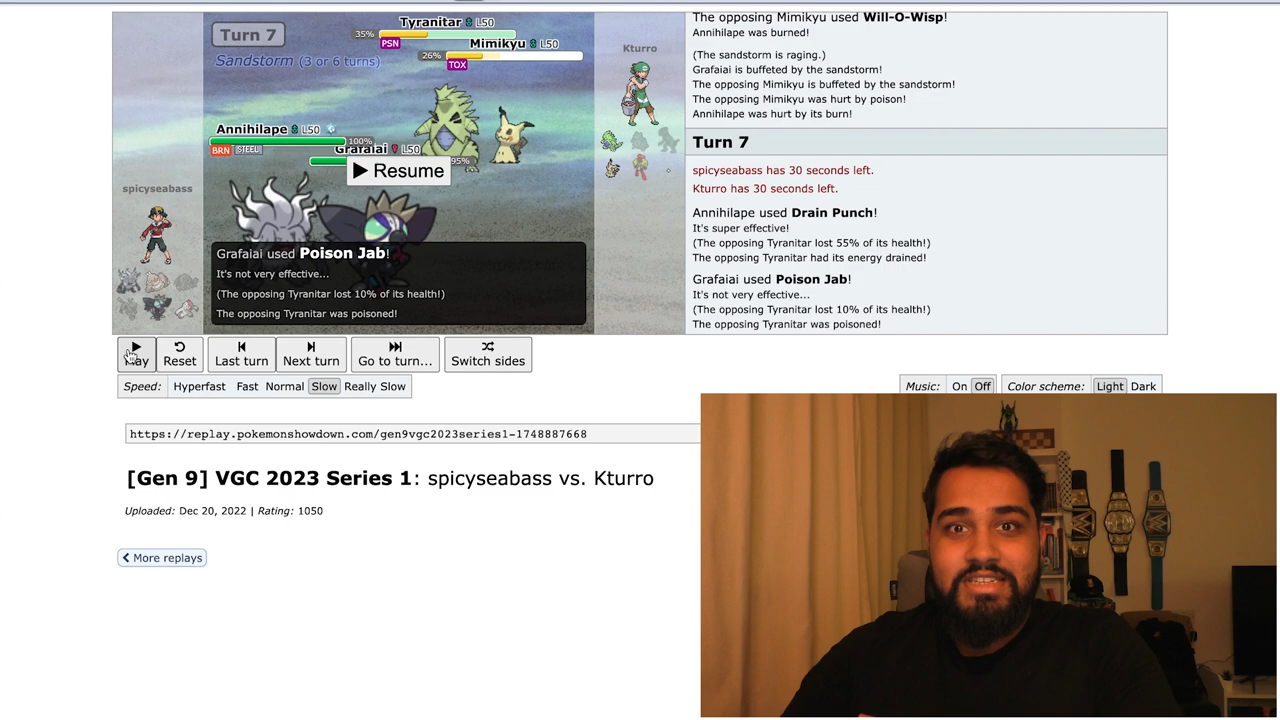 Turn 7
Sandstorm (3 or 6 turns)
Tyranitar L50
35%
PSN
Mimikyu L50
26%
TOX
Annihilape L50
100%
BRN STEEL
Grafaiai L50
95%
Resume
Grafaiai used Poison Jab!
It's not very effective...
(The opposing Tyranitar lost 10% of its health!)
The opposing Tyranitar was poisoned!
spicyseabass
Kturro
The opposing Mimikyu used Will-O-Wisp!
Annihilape was burned!
(The sandstorm is raging.)
Grafaiai is buffeted by the sandstorm!
The opposing Mimikyu is buffeted by the sandstorm!
The opposing Mimikyu was hurt by poison!
Annihilape was hurt by its burn!
Turn 7
spicyseabass has 30 seconds left.
Kturro has 30 seconds left.
Annihilape used Drain Punch!
It's super effective!
(The opposing Tyranitar lost 55% of its health!)
The opposing Tyranitar had its energy drained!
Grafaiai used Poison Jab!
It's not very effective...
(The opposing Tyranitar lost 10% of its health!)
The opposing Tyranitar was poisoned!
Reset Last turn Next turn Go to turn... Switch sides
Speed: Hyperfast Fast Normal Slow Really Slow
Music: On Off Color scheme: Light Dark
https://replay.pokemonshowdown.com/gen9vgc2023series1-1748887668
[Gen 9] VGC 2023 Series 1: spicyseabass vs. Kturro
Uploaded: Dec 20, 2022 | Rating: 1050
More replays